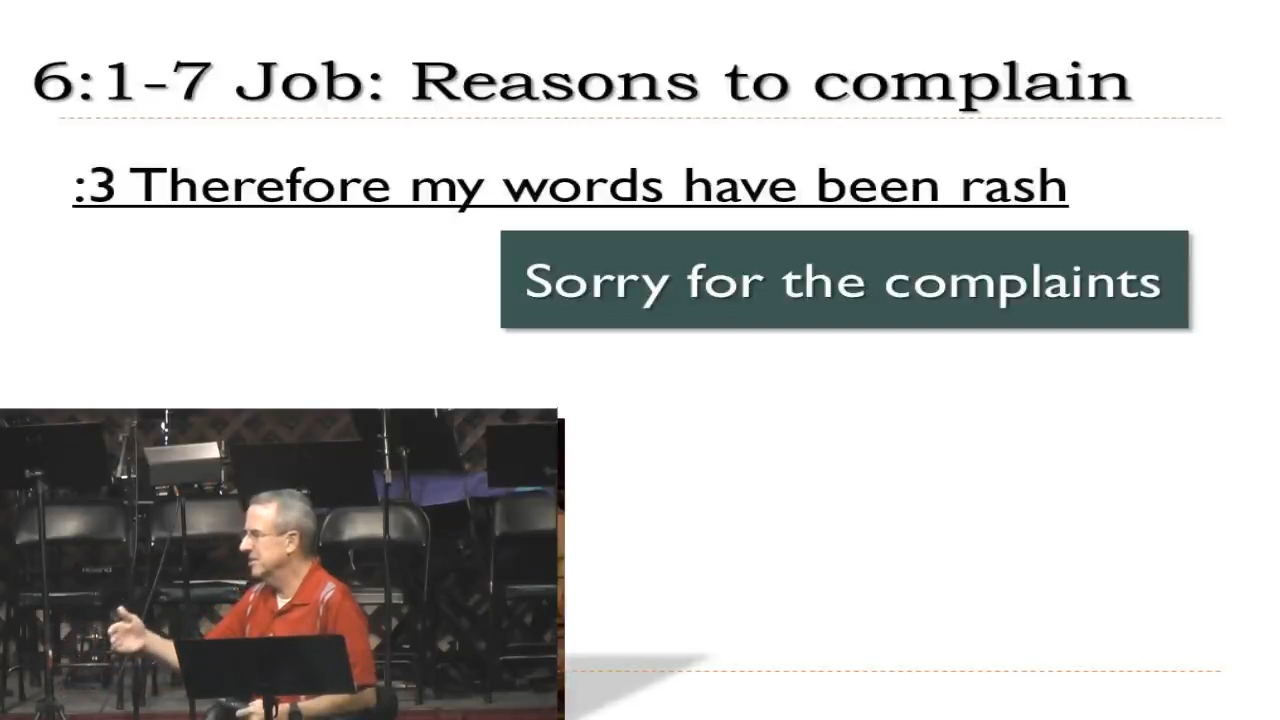 6:1-7 Job: Reasons to complain
:3 Therefore my words have been rash
Sorry for the complaints